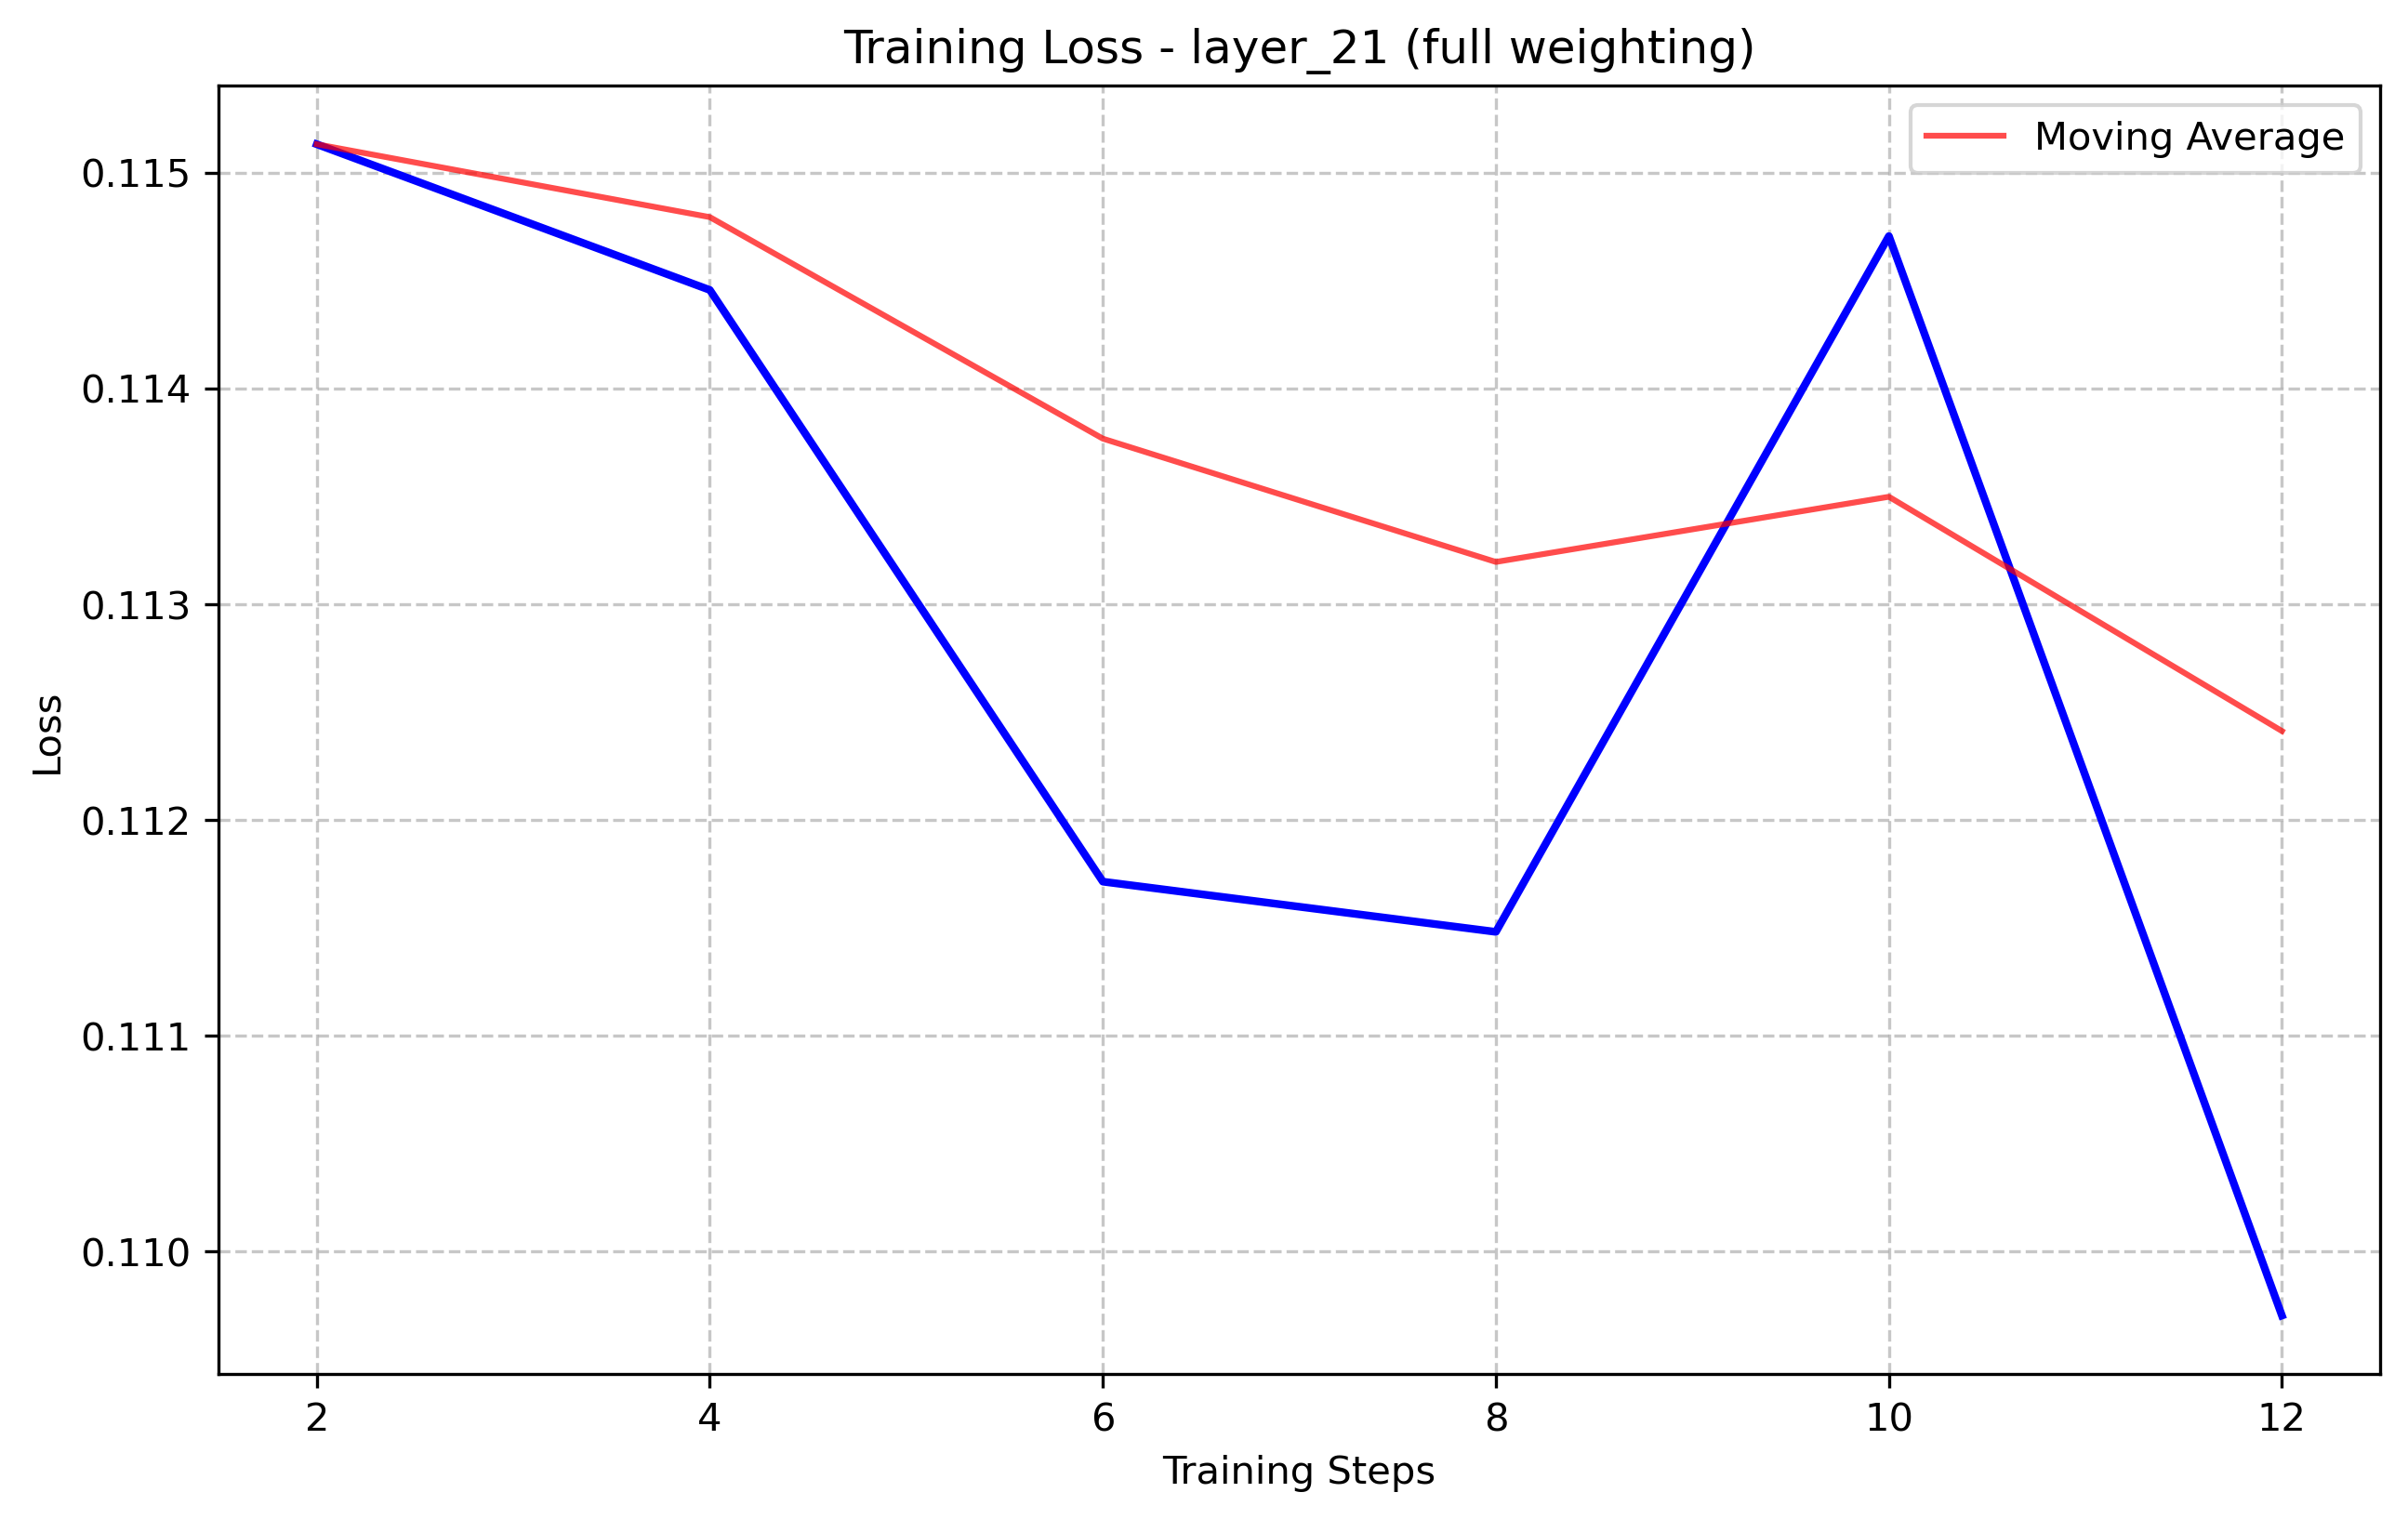 Training Loss - layer_21 (full weighting)
Moving Average
0.115
0.114
0.113
0.112
0.111
0.110
Loss
2 4 6 8 10 12
Training Steps